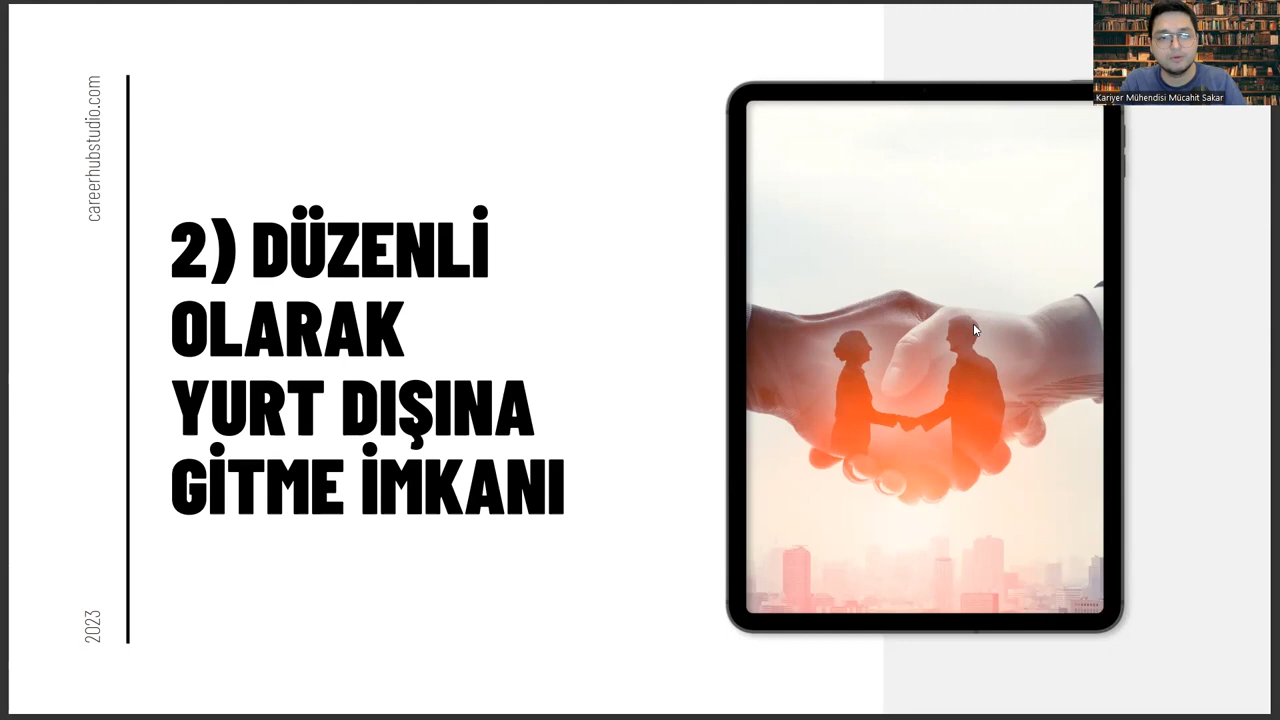 careerhubstudio.com
2) DÜZENLİ
OLARAK
YURT DIŞINA
GİTME İMKANI
2023
Kariyer Mühendisi Mücahit Sakar